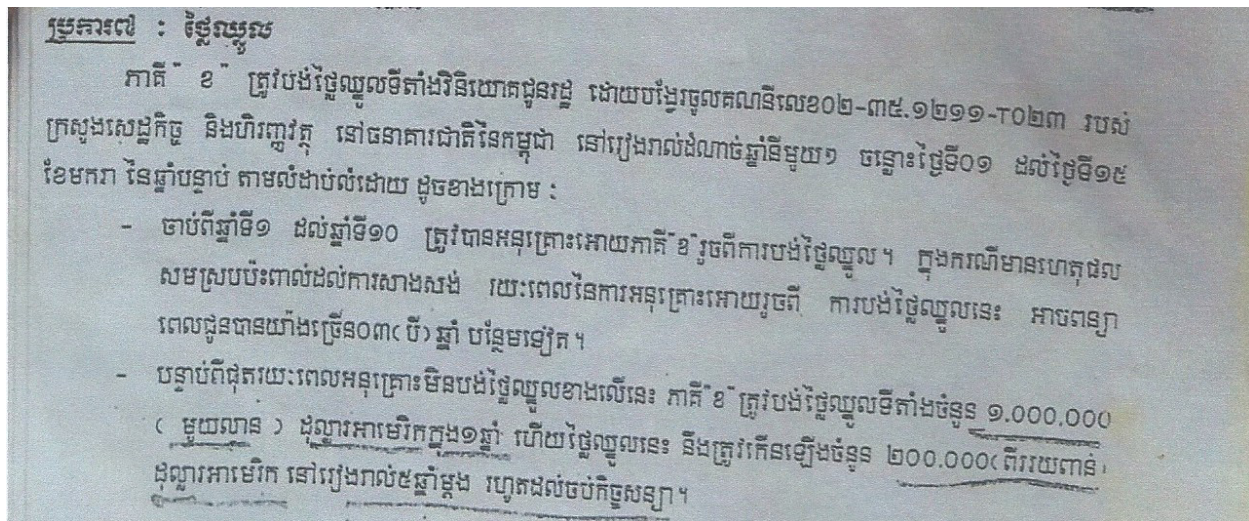 ប្រការ៧ : ថ្លៃឈ្នួល
ភាគី " ខ " ត្រូវបង់ថ្លៃឈ្នួលទីតាំងវិនិយោគជូនរដ្ឋ ដោយបង្វែរចូលគណនីលេខ០២-៣៥.១២១១-T០២៣ របស់
ក្រសួងសេដ្ឋកិច្ច និងហិរញ្ញវត្ថុ នៅធនាគារជាតិនៃកម្ពុជា នៅរៀងរាល់ដំណាច់ឆ្នាំនីមួយៗ ចន្លោះថ្ងៃទី០១ ដល់ថ្ងៃទី១៥
ខែមករា នៃឆ្នាំបន្ទាប់ តាមលំដាប់លំដោយ ដូចខាងក្រោម :
- ចាប់ពីឆ្នាំទី១ ដល់ឆ្នាំទី១០ ត្រូវបានអនុគ្រោះអោយភាគី"ខ"រួចពីការបង់ថ្លៃឈ្នួល។ ក្នុងករណីមានហេតុផល
សមស្របប៉ះពាល់ដល់ការសាងសង់ រយៈពេលនៃការអនុគ្រោះអោយរួចពី ការបង់ថ្លៃឈ្នួលនេះ អាចពន្យា
ពេលជូនបានយ៉ាងច្រើន០៣(បី)ឆ្នាំ បន្ថែមទៀត។
- បន្ទាប់ពីផុតរយៈពេលអនុគ្រោះមិនបង់ថ្លៃឈ្នួលខាងលើនេះ ភាគី"ខ"ត្រូវបង់ថ្លៃឈ្នួលទីតាំងចំនួន ១.០០០.០០០
( មួយលាន ) ដុល្លារអាមេរិកក្នុង១ឆ្នាំ ហើយថ្លៃឈ្នួលនេះ នឹងត្រូវកើនឡើងចំនួន ២០០.០០០(ពីររយពាន់)
ដុល្លារអាមេរិក នៅរៀងរាល់៥ឆ្នាំម្តង រហូតដល់ចប់កិច្ចសន្យា។